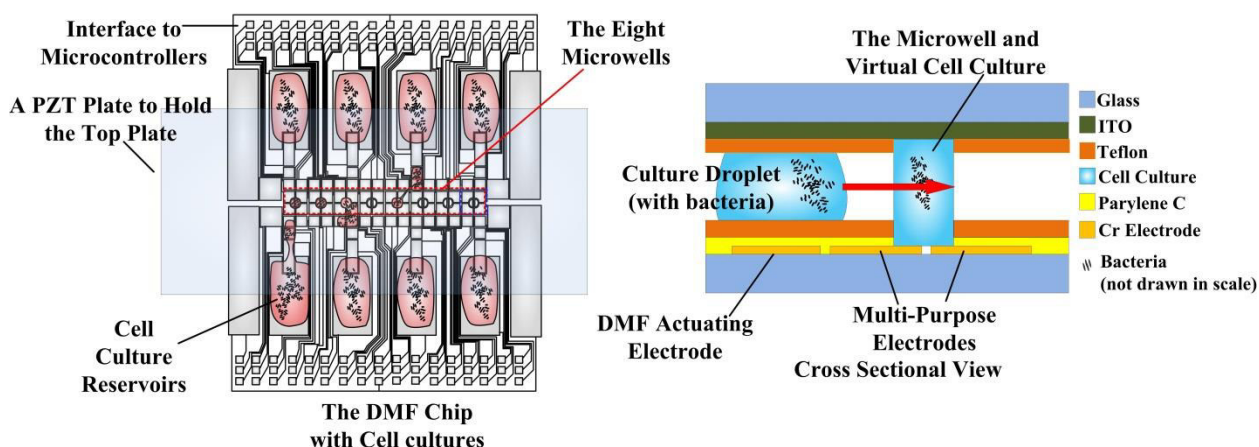 Interface to
Microcontrollers
A PZT Plate to Hold
the Top Plate
The Eight
Microwells
Cell
Culture
Reservoirs
The DMF Chip
with Cell cultures
The Microwell and
Virtual Cell Culture
Culture Droplet
(with bacteria)
DMF Actuating
Electrode
Multi-Purpose
Electrodes
Cross Sectional View
Glass
ITO
Teflon
Cell Culture
Parylene C
Cr Electrode
Bacteria
(not drawn in scale)